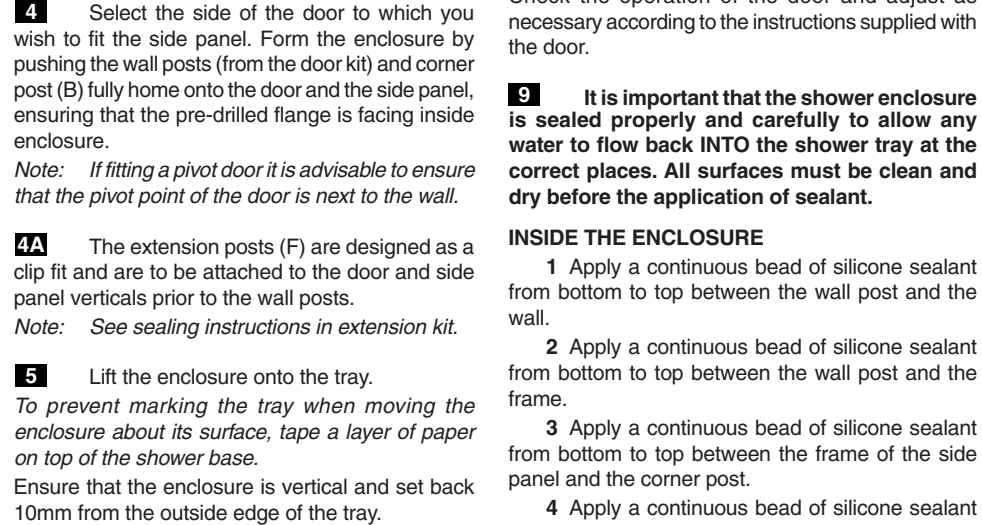 4 Select the side of the door to which you
wish to fit the side panel. Form the enclosure by
pushing the wall posts (from the door kit) and corner
post (B) fully home onto the door and the side panel,
ensuring that the pre-drilled flange is facing inside
enclosure.
Note: If fitting a pivot door it is advisable to ensure
that the pivot point of the door is next to the wall.
4A The extension posts (F) are designed as a
clip fit and are to be attached to the door and side
panel verticals prior to the wall posts.
Note: See sealing instructions in extension kit.
5 Lift the enclosure onto the tray.
To prevent marking the tray when moving the
enclosure about its surface, tape a layer of paper
on top of the shower base.
Ensure that the enclosure is vertical and set back
10mm from the outside edge of the tray.
Check the operation of the door and adjust as
necessary according to the instructions supplied with
the door.
9 It is important that the shower enclosure
is sealed properly and carefully to allow any
water to flow back INTO the shower tray at the
correct places. All surfaces must be clean and
dry before the application of sealant.
INSIDE THE ENCLOSURE
1 Apply a continuous bead of silicone sealant
from bottom to top between the wall post and the
wall.
2 Apply a continuous bead of silicone sealant
from bottom to top between the wall post and the
frame.
3 Apply a continuous bead of silicone sealant
from bottom to top between the frame of the side
panel and the corner post.
4 Apply a continuous bead of silicone sealant